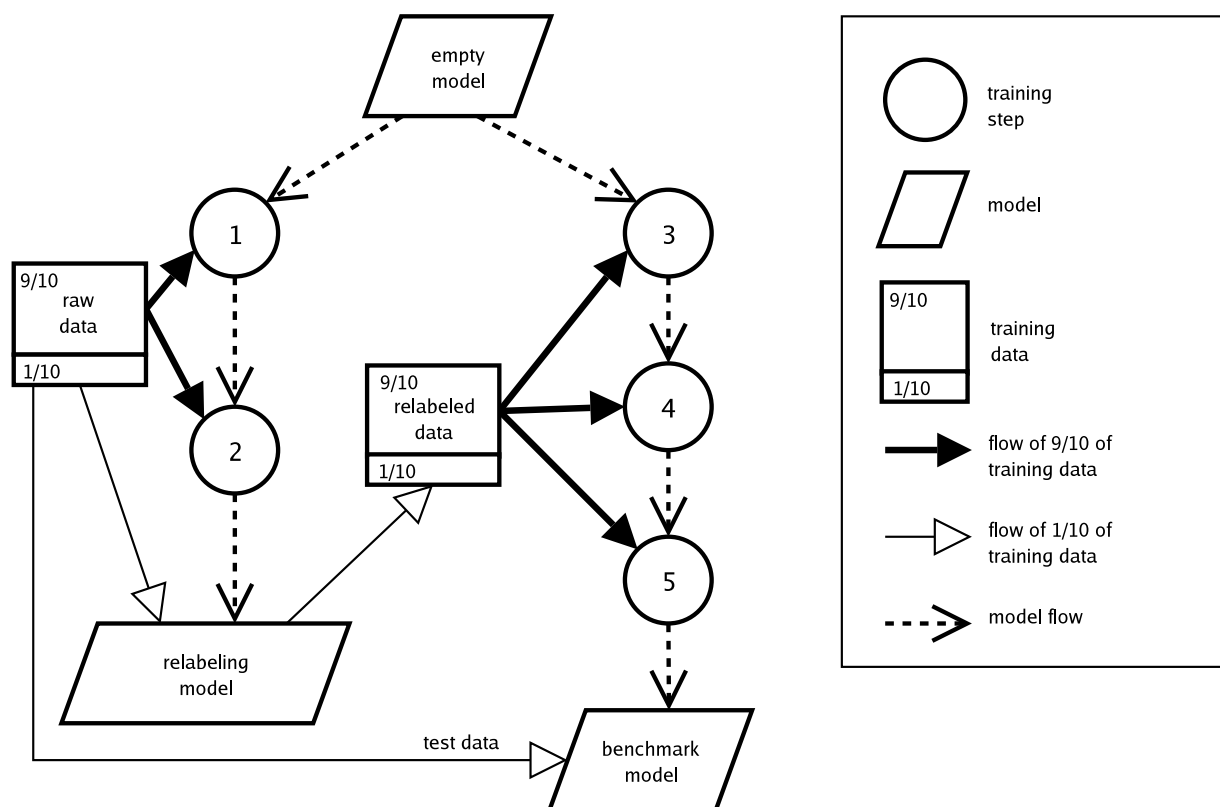 empty
model
1
3
9/10
raw
data
1/10
2
9/10
relabeled
data
1/10
4
5
relabeling
model
test data
benchmark
model
training
step
model
9/10
1/10
training
data
flow of 9/10 of
training data
flow of 1/10 of
training data
model flow